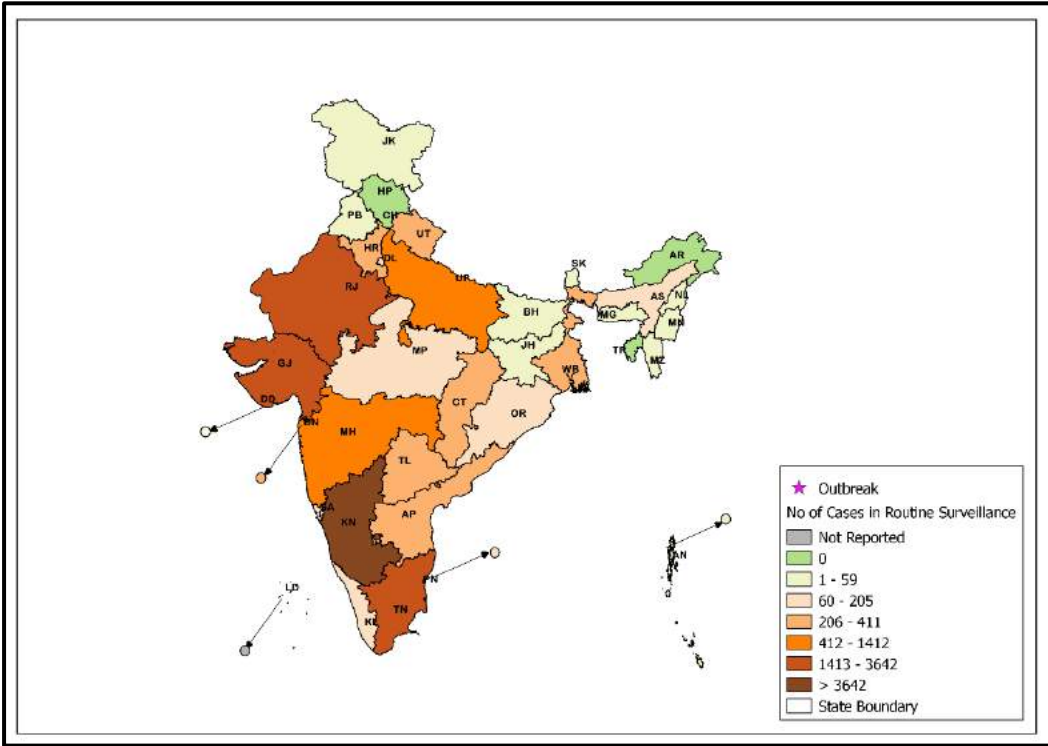 JK
HP
PB
CH
UT
HR
DL
AR
SK
RJ
UP
AS
NL
BH
MG
MN
JH
TR
MZ
MP
GJ
WB
CT
DD
OR
DN
MH
TL
GA
AP
KN
AN
PN
LD
TN
KL
Outbreak
No of Cases in Routine Surveillance
Not Reported
0
1 - 59
60 - 205
206 - 411
412 - 1412
1413 - 3642
> 3642
State Boundary